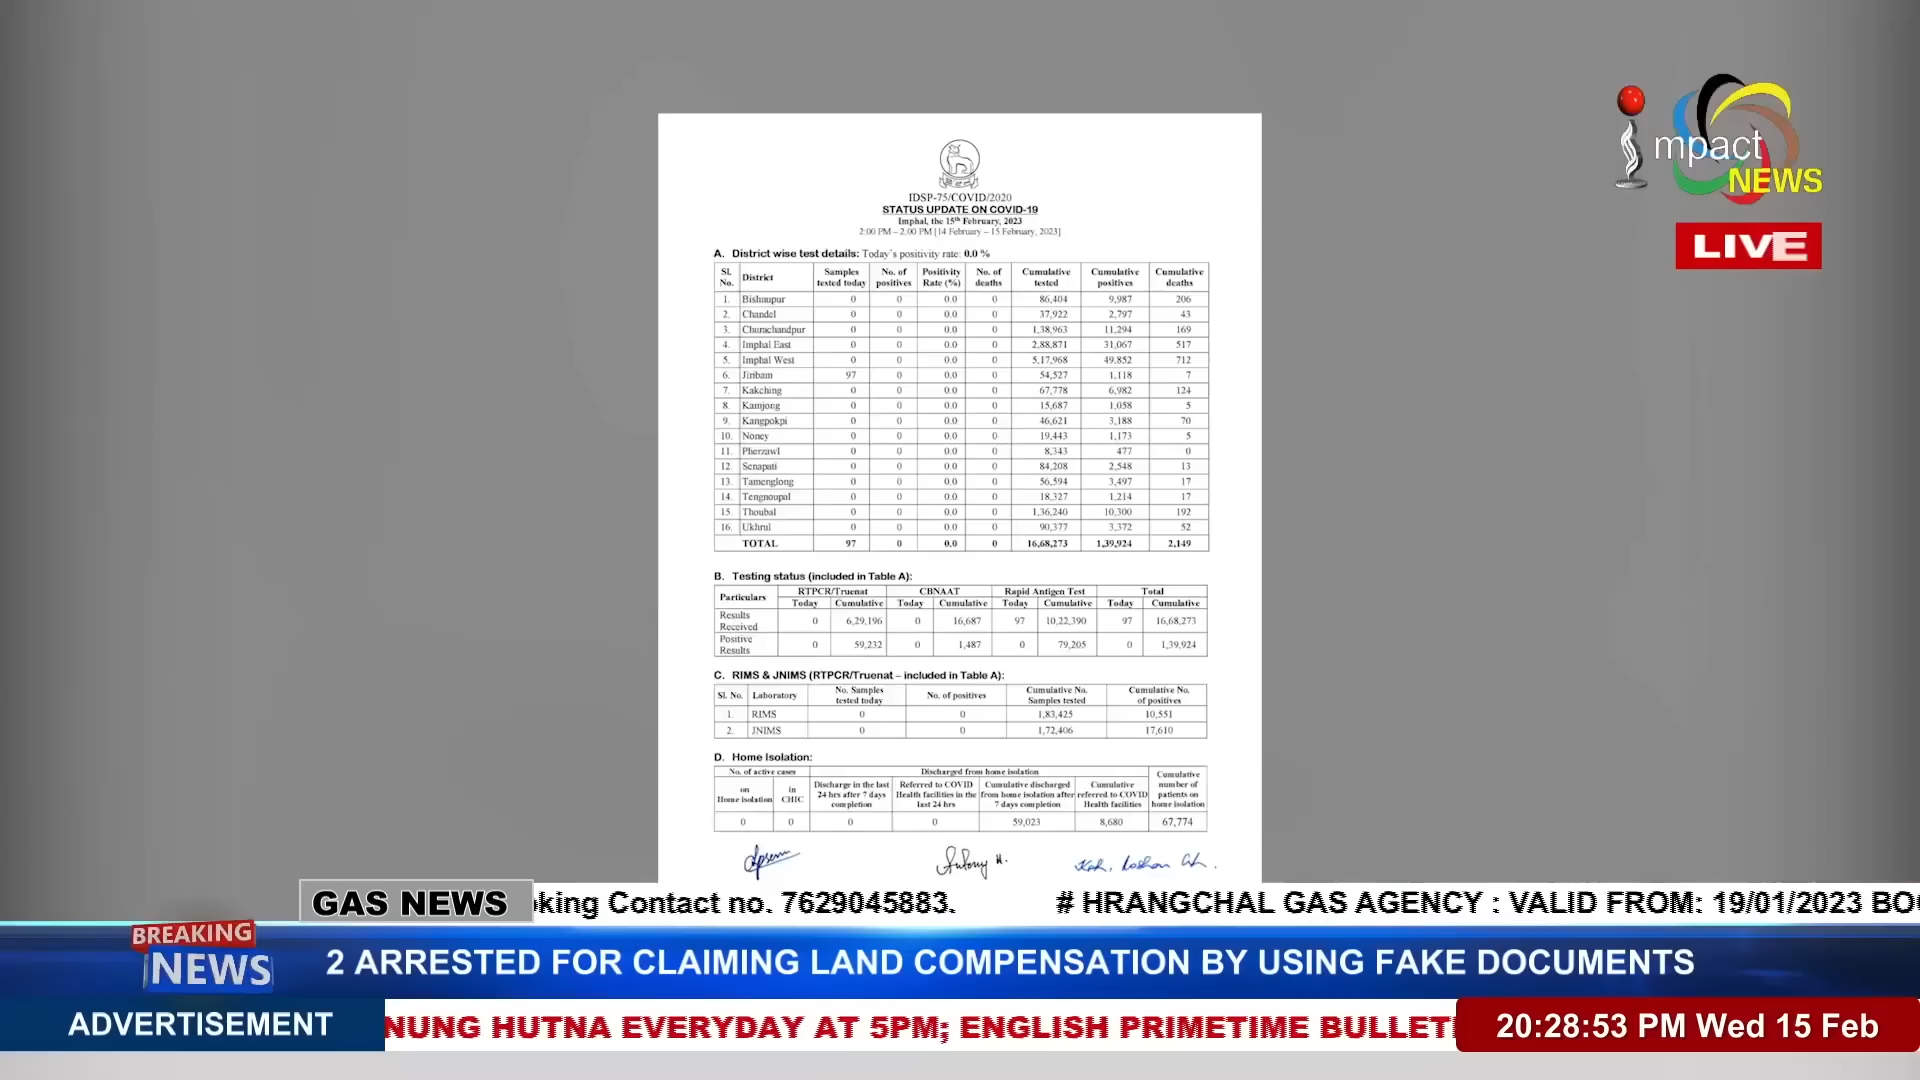 IDSP-75/COVID/2020
STATUS UPDATE ON COVID-19
Imphal, the 15th February, 2023
2:00 PM – 2:00 PM [14 February – 15 February, 2023]
A. District wise test details: Today's positivity rate: 0.0 %
Sl. No. District Samples tested today No. of positives Positivity Rate (%) No. of deaths Cumulative tested Cumulative positives Cumulative deaths
1. Bishnupur 0 0 0.0 0 86,404 9,987 206
2. Chandel 0 0 0.0 0 37,922 2,797 43
3. Churachandpur 0 0 0.0 0 1,38,963 11,294 169
4. Imphal East 0 0 0.0 0 2,88,871 31,067 517
5. Imphal West 0 0 0.0 0 5,17,968 49,852 712
6. Jiribam 97 0 0.0 0 54,527 1,118 7
7. Kakching 0 0 0.0 0 67,778 6,982 124
8. Kamjong 0 0 0.0 0 15,687 1,058 5
9. Kangpokpi 0 0 0.0 0 46,621 3,188 70
10. Noney 0 0 0.0 0 19,443 1,173 5
11. Pherzawl 0 0 0.0 0 8,343 477 0
12. Senapati 0 0 0.0 0 84,208 2,548 13
13. Tamenglong 0 0 0.0 0 56,594 3,497 17
14. Tengnoupal 0 0 0.0 0 18,327 1,214 17
15. Thoubal 0 0 0.0 0 1,36,240 10,300 192
16. Ukhrul 0 0 0.0 0 90,377 3,372 52
TOTAL 97 0 0.0 0 16,68,273 1,39,924 2,149
B. Testing status (included in Table A):
Particulars RTPCR/Truenat CBNAAT Rapid Antigen Test Total
Today Cumulative Today Cumulative Today Cumulative Today Cumulative
Results Received 0 6,29,196 0 16,687 97 10,22,390 97 16,68,273
Positive Results 0 59,232 0 1,487 0 79,205 0 1,39,924
C. RIMS & JNIMS (RTPCR/Truenat – included in Table A):
Sl. No. Laboratory No. Samples tested today No. of positives Cumulative No. Samples tested Cumulative No. of positives
1. RIMS 0 0 1,83,425 10,551
2. JNIMS 0 0 1,72,406 17,610
D. Home Isolation:
No. of active cases Discharged from home isolation Cumulative number of patients on home isolation
on Home isolation in CHIC Discharge in the last 24 hrs after 7 days completion Referred to COVID Health facilities in the last 24 hrs Cumulative discharged from home isolation after 7 days completion Cumulative referred to COVID Health facilities
0 0 0 0 59,023 8,680 67,774
impact
NEWS
LIVE
GAS NEWS
king Contact no. 7629045883. # HRANGCHAL GAS AGENCY : VALID FROM: 19/01/2023 BO
BREAKING
NEWS
2 ARRESTED FOR CLAIMING LAND COMPENSATION BY USING FAKE DOCUMENTS
ADVERTISEMENT
NUNG HUTNA EVERYDAY AT 5PM; ENGLISH PRIMETIME BULLETI
20:28:53 PM Wed 15 Feb